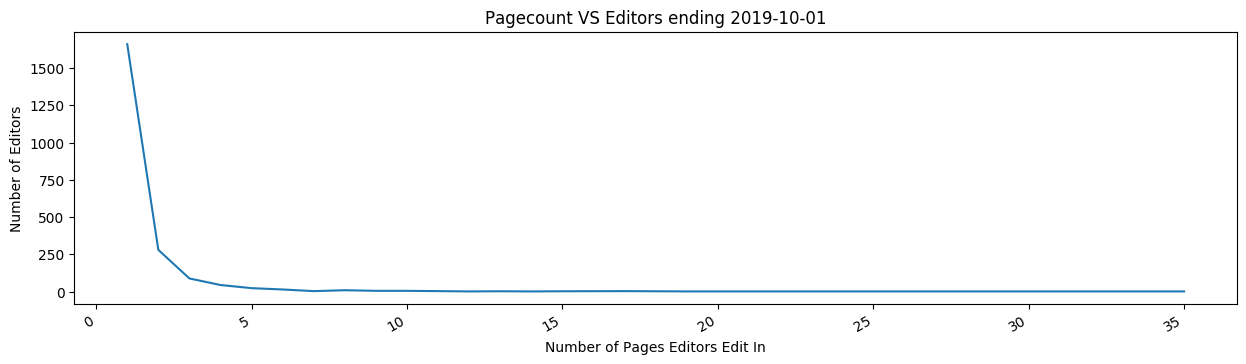 Pagecount VS Editors ending 2019-10-01
Number of Editors
1500
1250
1000
750
500
250
0
0 5 10 15 20 25 30 35
Number of Pages Editors Edit In